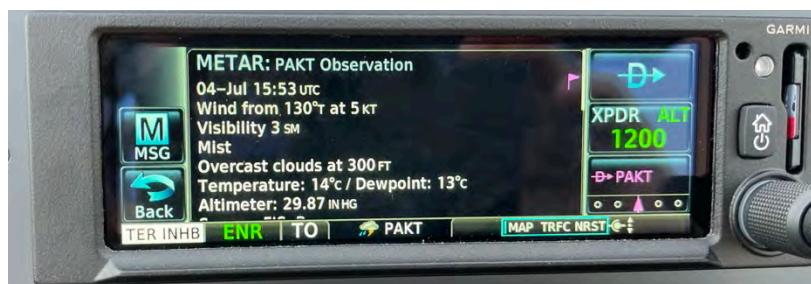 GARMI
METAR: PAKT Observation
04-Jul 15:53 UTC
Wind from 130°T at 5 KT
Visibility 3 SM
Mist
Overcast clouds at 300 FT
Temperature: 14°C / Dewpoint: 13°C
Altimeter: 29.87 IN HG
M
MSG
Back
D
XPDR ALT
1200
D PAKT
TER INHB ENR TO PAKT MAP TRFC NRST